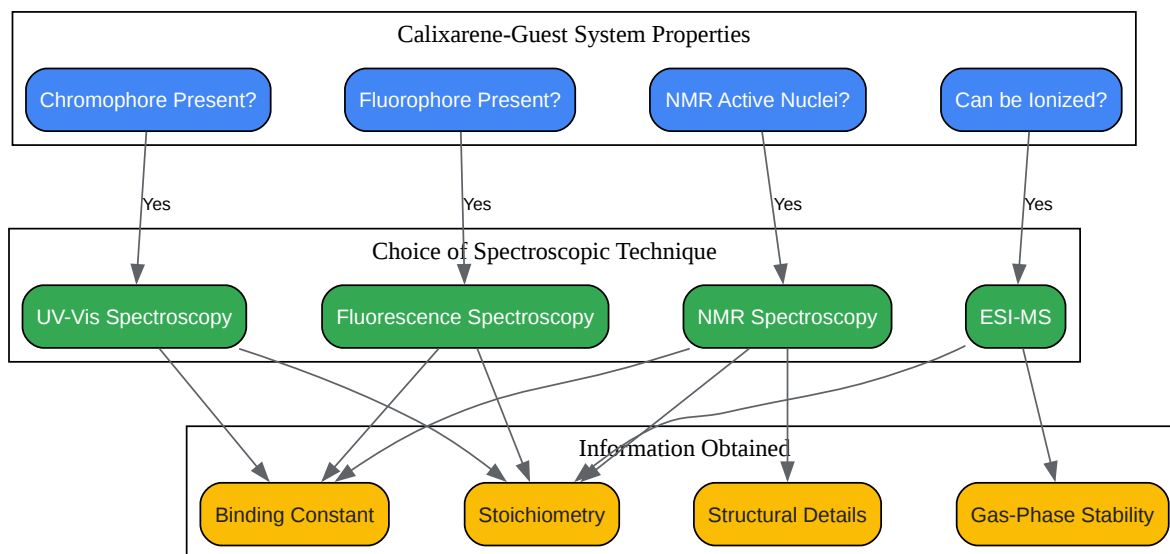 Calixarene-Guest System Properties
Chromophore Present?
Fluorophore Present?
NMR Active Nuclei?
Can be Ionized?
Yes
Yes
Yes
Yes
Choice of Spectroscopic Technique
UV-Vis Spectroscopy
Fluorescence Spectroscopy
NMR Spectroscopy
ESI-MS
Information Obtained
Binding Constant
Stoichiometry
Structural Details
Gas-Phase Stability